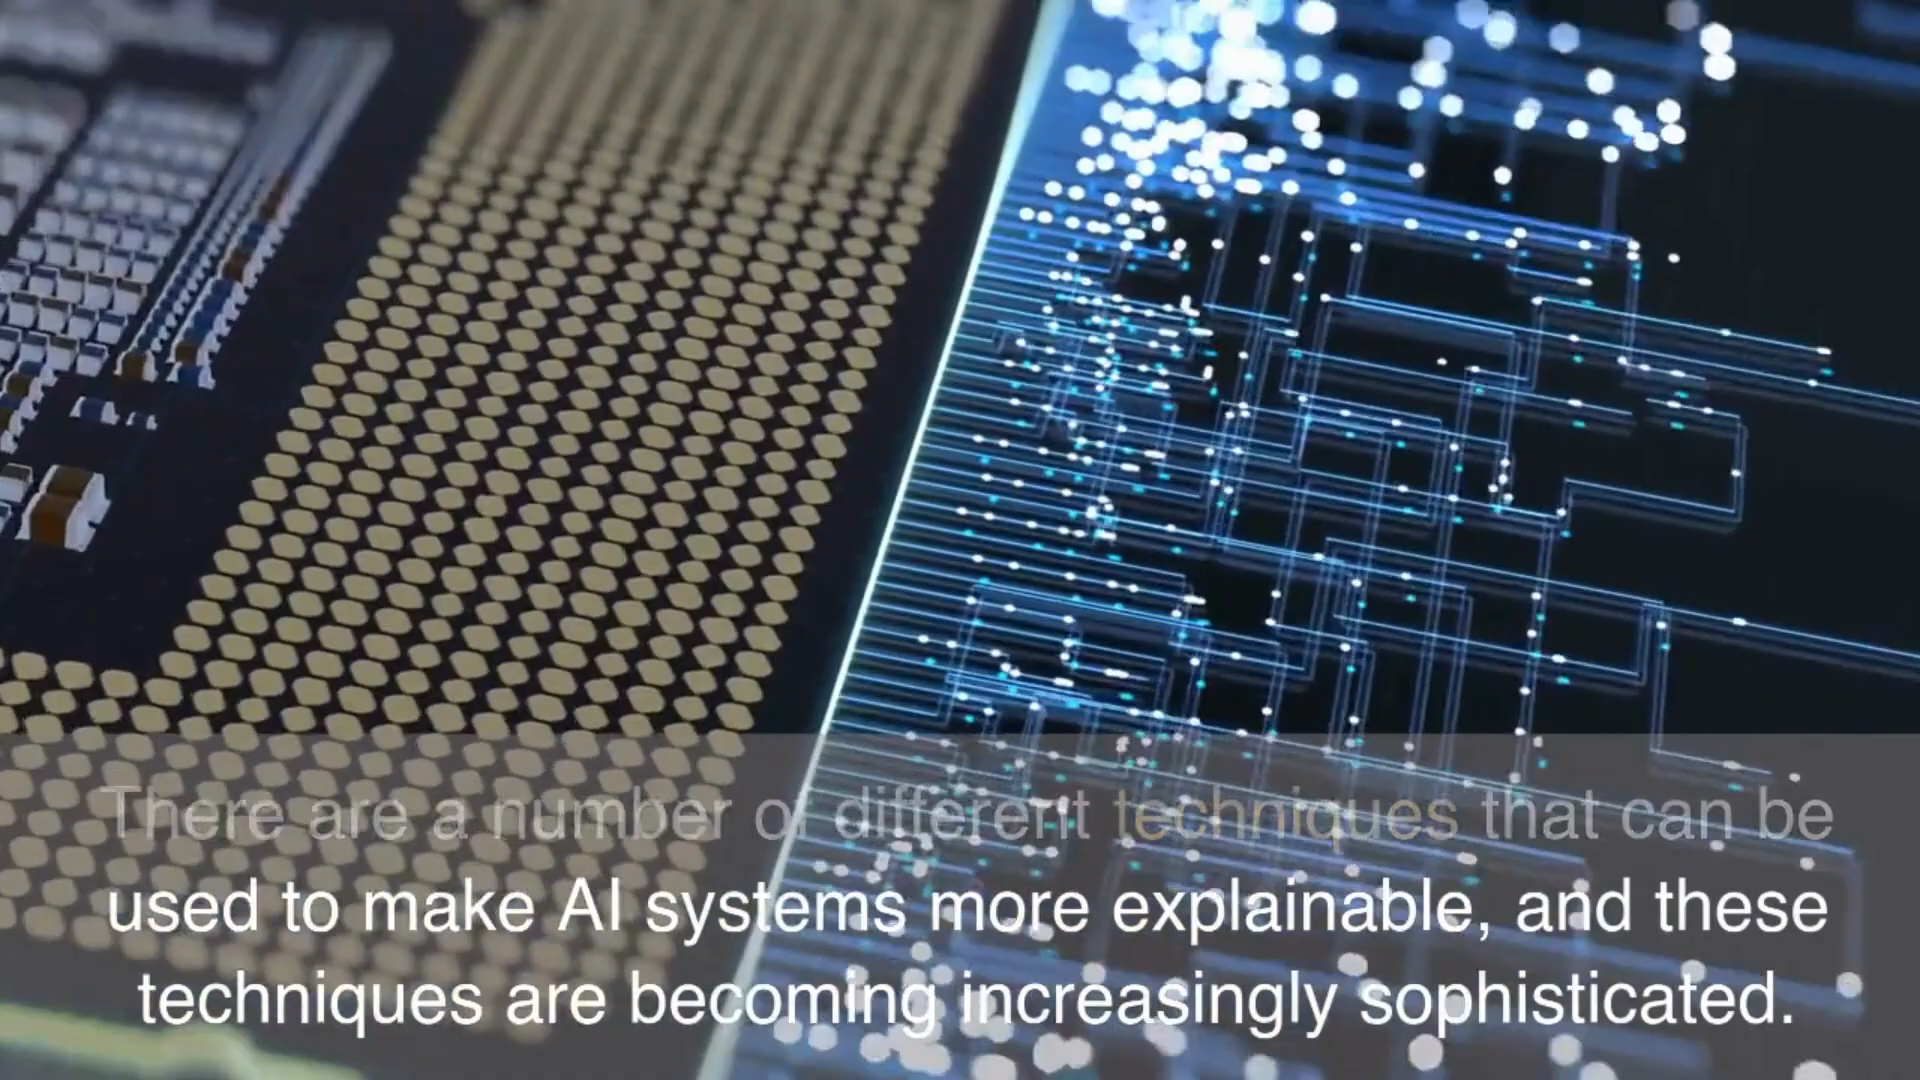 There are a number of different techniques that can be
used to make AI systems more explainable, and these
techniques are becoming increasingly sophisticated.